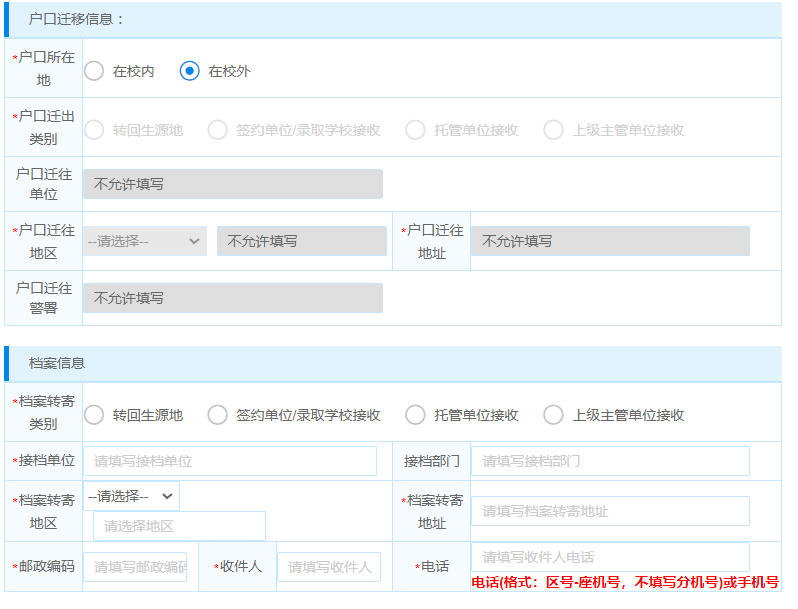 户口迁移信息：
*户口所在地
在校内 在校外
*户口迁出类别
转回生源地 签约单位/录取学校接收 托管单位接收 上级主管单位接收
户口迁往单位
不允许填写
*户口迁往地区
--请选择-- 不允许填写
*户口迁往地址
不允许填写
户口迁往警署
不允许填写
档案信息
*档案转寄类别
转回生源地 签约单位/录取学校接收 托管单位接收 上级主管单位接收
*接档单位 请填写接档单位 接档部门 请填写接档部门
*档案转寄地区
--请选择--
请选择地区
*档案转寄地址
请填写档案转寄地址
*邮政编码 请填写邮政编码 *收件人 请填写收件人 *电话 请填写收件人电话
电话(格式：区号-座机号，不填写分机号)或手机号